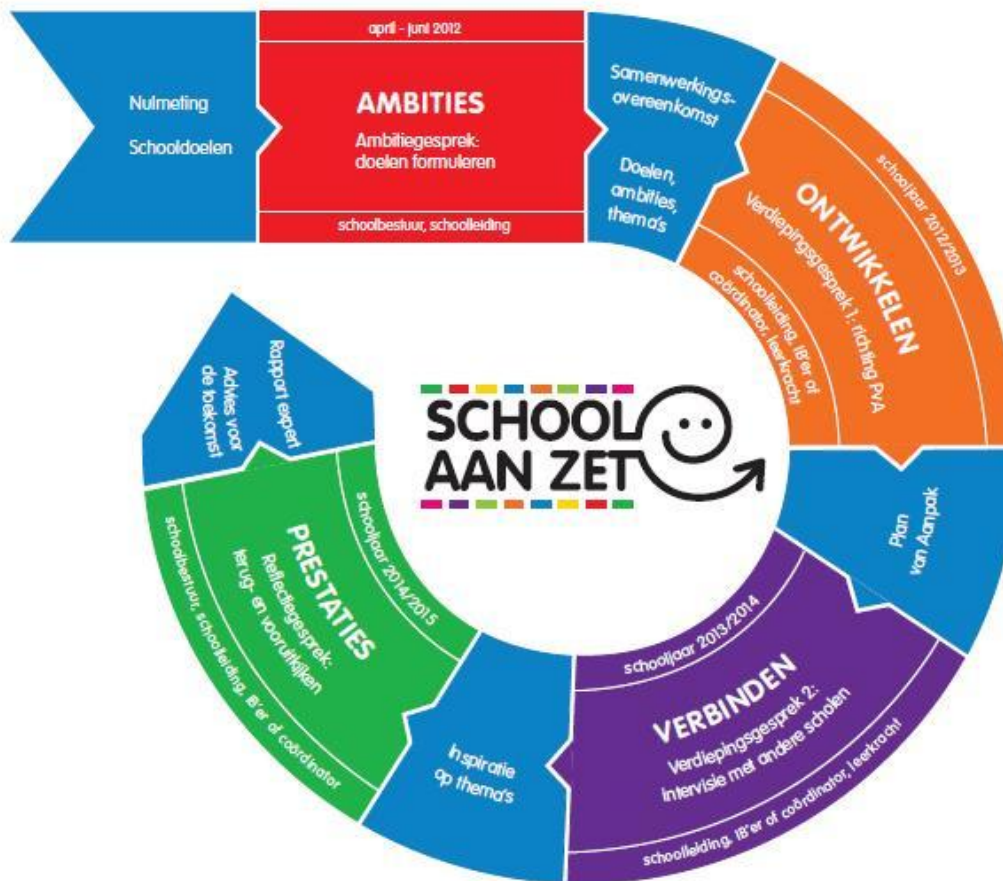 Nulmeting
Schooldoelen
april - juni 2012
AMBITIES
Ambitiegesprek:
doelen formuleren
schoolbestuur, schoolleiding
Samenwerkings-
overeenkomst
Doelen,
ambities,
thema's
schooljaar 2012/2013
ONTWIKKELEN
Verdiepingsgesprek 1: richting PvA
schoolleiding, IB'er of
coördinator, leerkracht
Plan
van Aanpak
schooljaar 2013/2014
VERBINDEN
Verdiepingsgesprek 2:
Intervisie met andere scholen
schoolleiding, IB'er of coördinator, leerkracht
Inspiratie
op thema's
schooljaar 2014/2015
PRESTATIES
Reflectiegesprek:
terug- en vooruitkijken
schoolbestuur, schoolleiding, IB'er of coördinator
Rapport expert
Advies voor
de toekomst
SCHOOL
AAN ZET